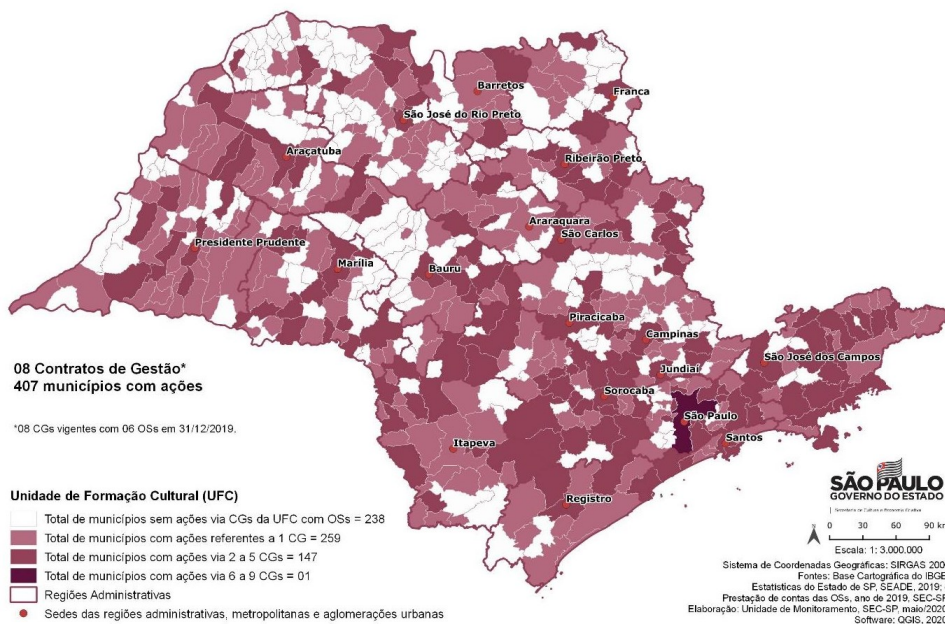 Barretos
Franca
São José do Rio Preto
Araçatuba
Ribeirão Preto
Araraquara
São Carlos
Presidente Prudente
Marília
Bauru
Piracicaba
Campinas
São José dos Campos
Jundiaí
Sorocaba
São Paulo
Santos
Itapeva
Registro
08 Contratos de Gestão*
407 municípios com ações
*08 CGs vigentes com 06 OSs em 31/12/2019.
Unidade de Formação Cultural (UFC)
Total de municípios sem ações via CGs da UFC com OSs = 238
Total de municípios com ações referentes a 1 CG = 259
Total de municípios com ações via 2 a 5 CGs = 147
Total de municípios com ações via 6 a 9 CGs = 01
Regiões Administrativas
Sedes das regiões administrativas, metropolitanas e aglomerações urbanas
SÃO PAULO
GOVERNO DO ESTADO
Secretaria de Cultura e Economia Criativa
N
0 30 60 90 km
Escala: 1: 3.000.000
Sistema de Coordenadas Geográficas: SIRGAS 200
Fontes: Base Cartográfica do IBGE
Estatísticas do Estado de SP, SEADE, 2019;
Prestação de contas das OSs, ano de 2019, SEC-SP
Elaboração: Unidade de Monitoramento, SEC-SP, maio/2020
Software: QGIS, 2020